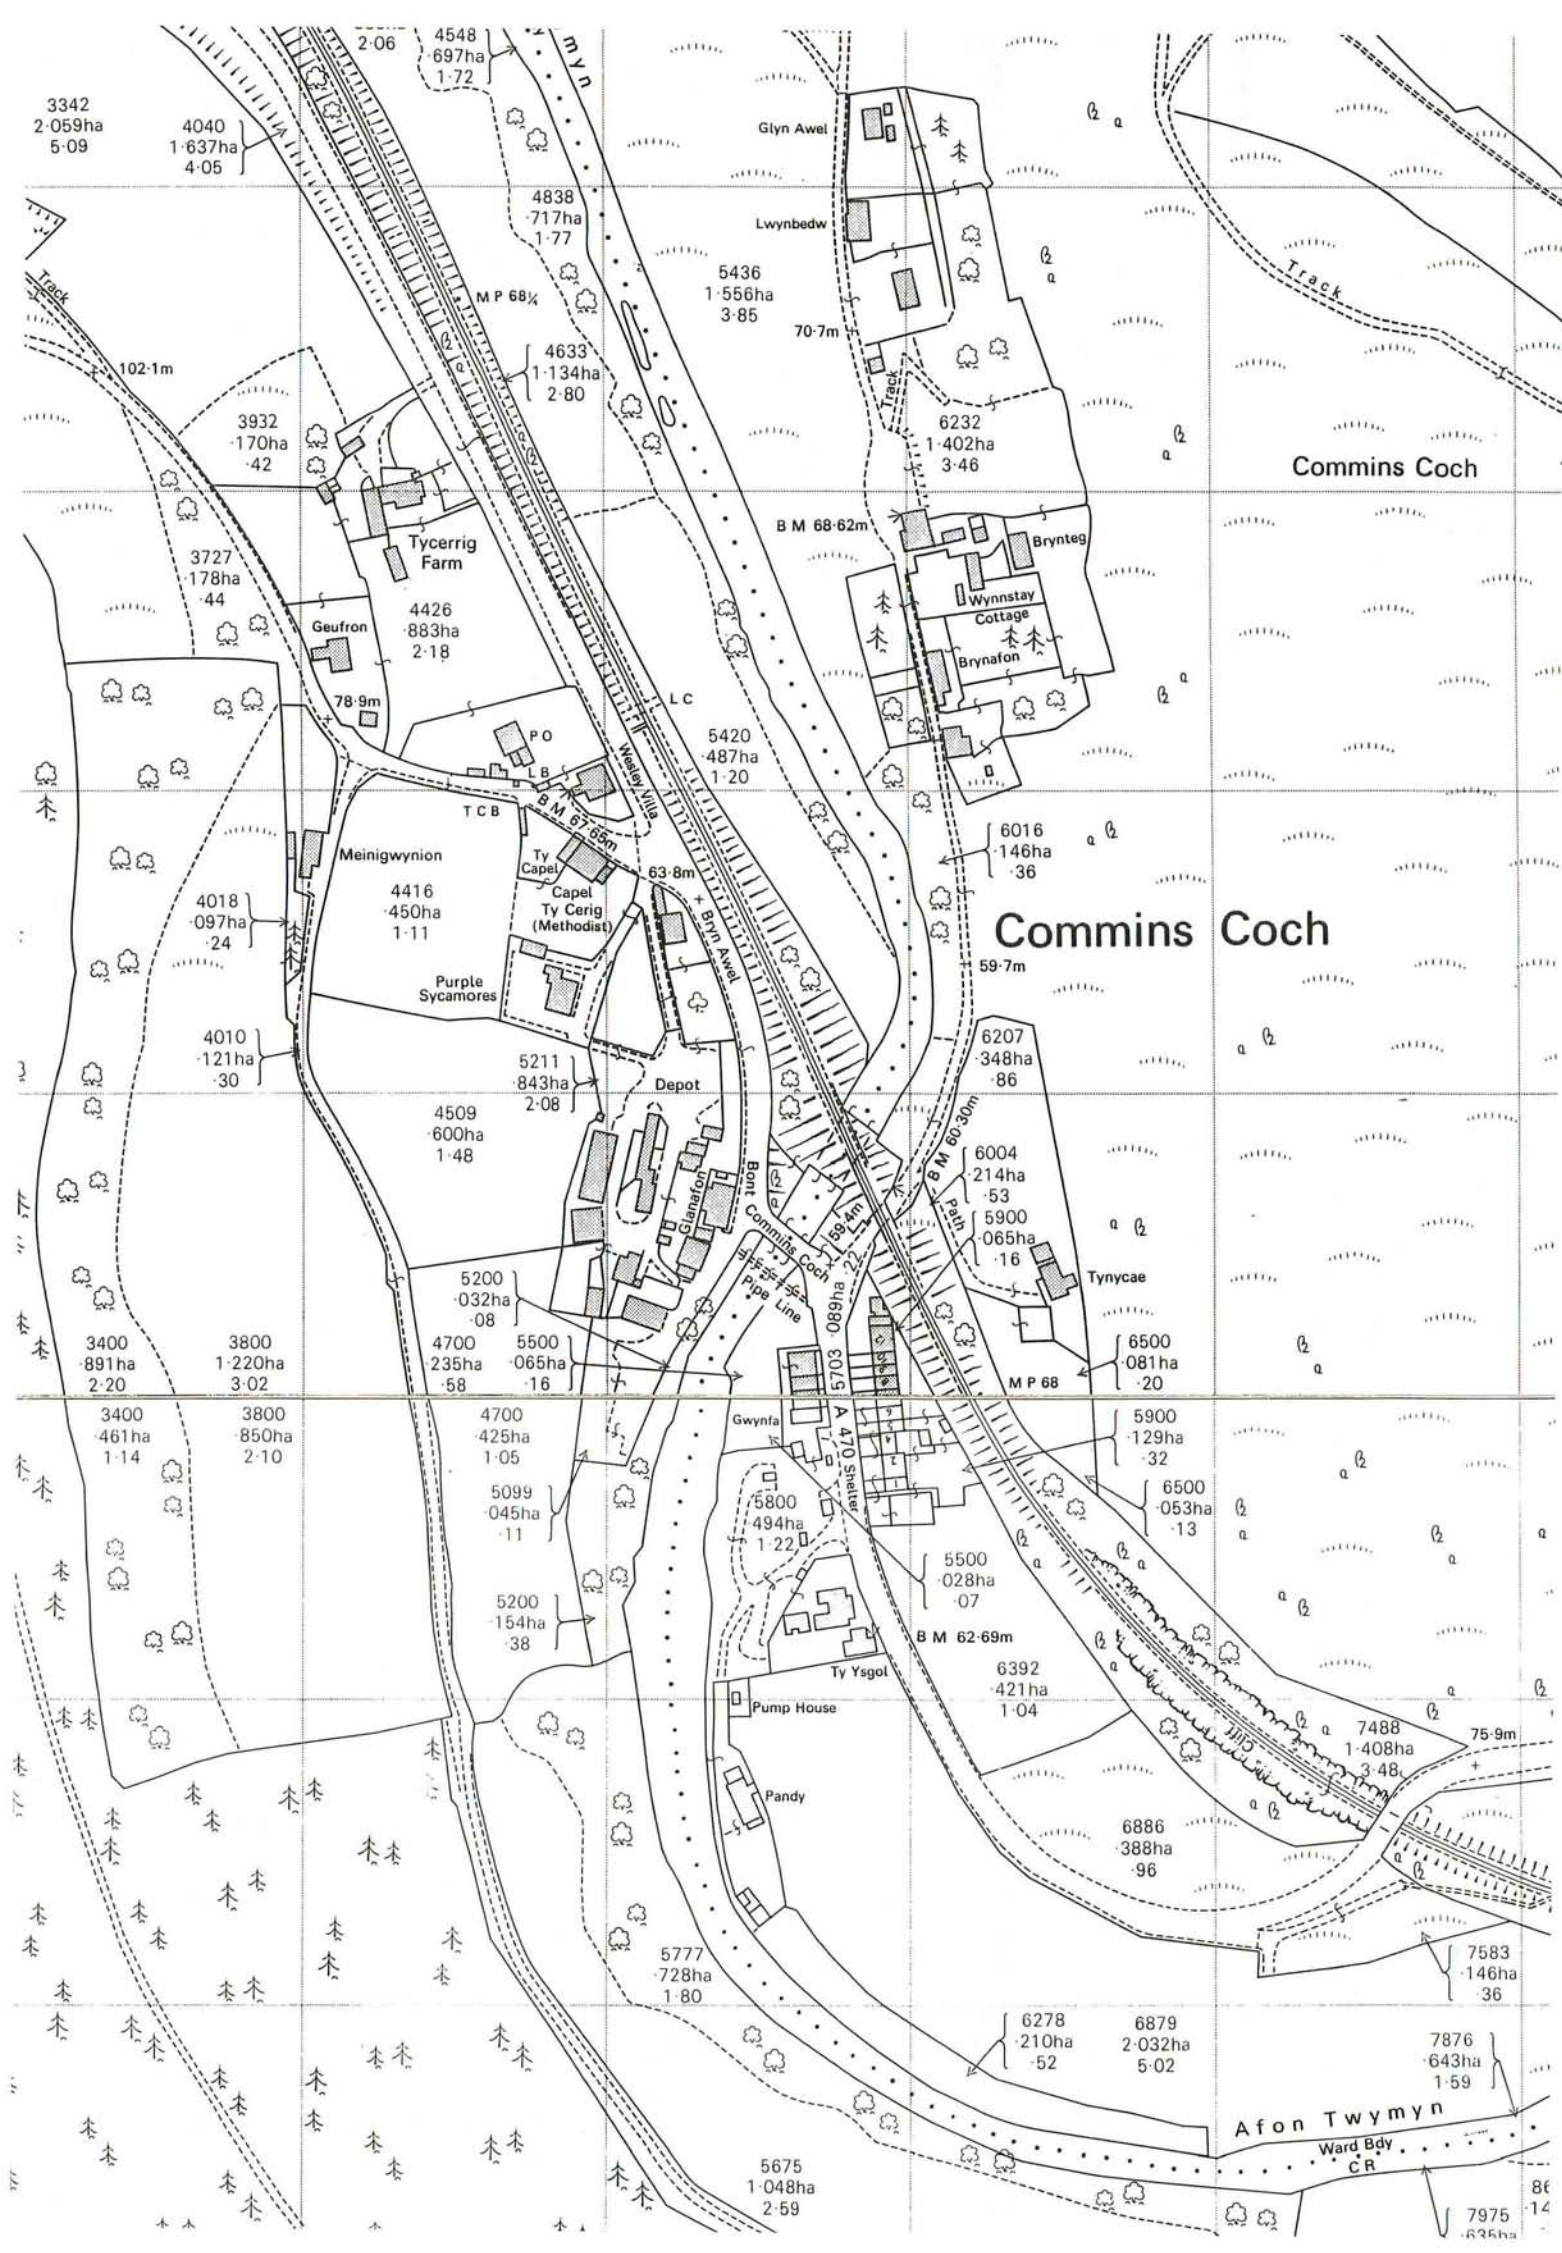 2.06
4548
·697ha
1·72
myn
3342
2·059ha
5·09
4040
1·637ha
4·05
Glyn Awel
4838
·717ha
1·77
Lwynbedw
Track
M P 68¼
5436
1·556ha
3·85
70·7m
Track
102·1m
4633
1·134ha
2·80
Track
3932
·170ha
·42
6232
1·402ha
3·46
Commins Coch
B M 68·62m
Brynteg
Tycerrig
Farm
3727
·178ha
·44
Wynnstay
Cottage
4426
·883ha
2·18
Geufron
Brynafon
78·9m
L C
P O
5420
·487ha
1·20
L B
Wesley Villa
T C B
B M 67·65m
6016
·146ha
·36
Meinigwynion
Ty
Capel
63·8m
4416
·450ha
1·11
Capel
Ty Cerig
(Methodist)
4018
·097ha
·24
Bryn Awel
Commins Coch
59·7m
Purple
Sycamores
4010
·121ha
·30
6207
·348ha
·86
5211
·843ha
2·08
Depot
4509
·600ha
1·48
B M 60·30m
6004
·214ha
·53
Glanafon
Bont Commins Coch
59·4m
Path
5900
·065ha
·16
Tynycae
5200
·032ha
·08
Pipe Line
5703 ·089ha ·22
3400
·891ha
2·20
3800
1·220ha
3·02
4700
·235ha
·58
5500
·065ha
·16
6500
·081ha
·20
M P 68
3400
·461ha
1·14
3800
·850ha
2·10
4700
·425ha
1·05
Gwynfa
A 470
Shelter
5900
·129ha
·32
5099
·045ha
·11
5800
·494ha
1·22
6500
·053ha
·13
5500
·028ha
·07
5200
·154ha
·38
B M 62·69m
Ty Ysgol
6392
·421ha
1·04
Pump House
Cliff
7488
1·408ha
3·48
75·9m
Pandy
6886
·388ha
·96
5777
·728ha
1·80
7583
·146ha
·36
6278
·210ha
·52
6879
2·032ha
5·02
7876
·643ha
1·59
Afon Twymyn
Ward Bdy
C R
5675
1·048ha
2·59
7975
·635ha
86
·14